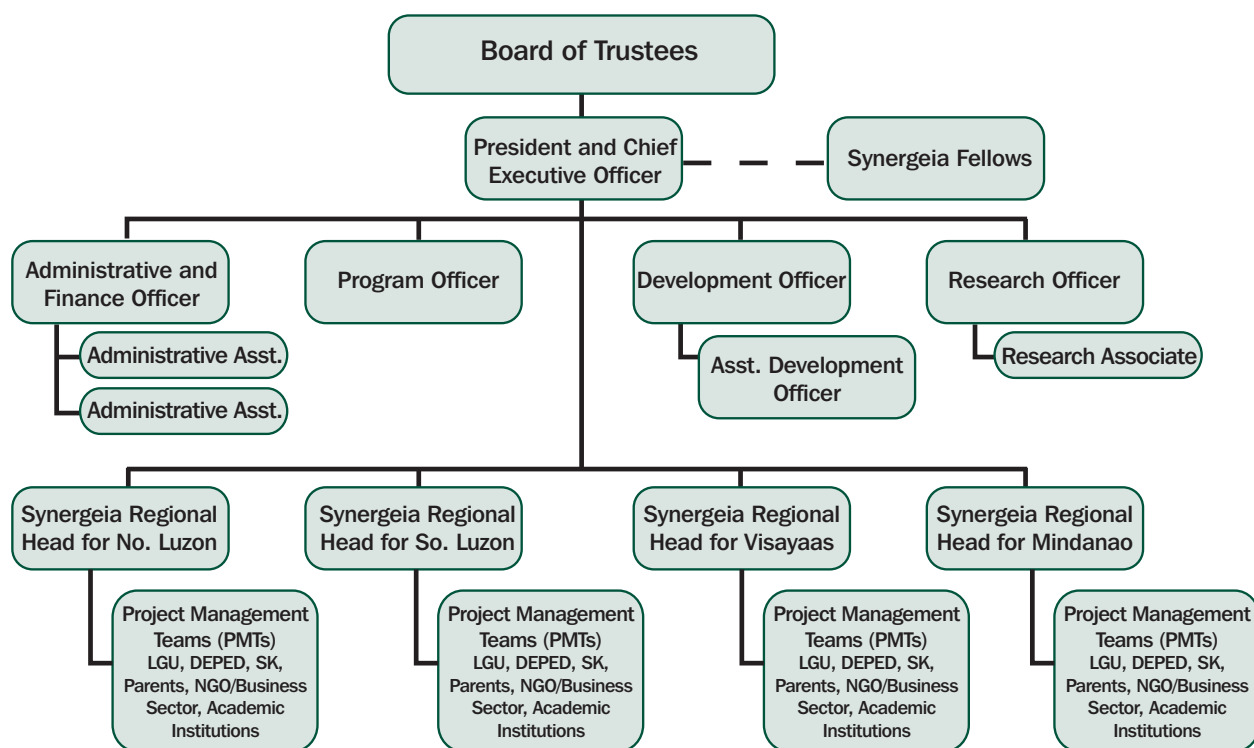 Board of Trustees
President and Chief
Executive Officer
Synergeia Fellows
Administrative and
Finance Officer
Program Officer
Development Officer
Research Officer
Administrative Asst.
Administrative Asst.
Asst. Development
Officer
Research Associate
Synergeia Regional
Head for No. Luzon
Synergeia Regional
Head for So. Luzon
Synergeia Regional
Head for Visayaas
Synergeia Regional
Head for Mindanao
Project Management
Teams (PMTs)
LGU, DEPED, SK,
Parents, NGO/Business
Sector, Academic
Institutions
Project Management
Teams (PMTs)
LGU, DEPED, SK,
Parents, NGO/Business
Sector, Academic
Institutions
Project Management
Teams (PMTs)
LGU, DEPED, SK,
Parents, NGO/Business
Sector, Academic
Institutions
Project Management
Teams (PMTs)
LGU, DEPED, SK,
Parents, NGO/Business
Sector, Academic
Institutions